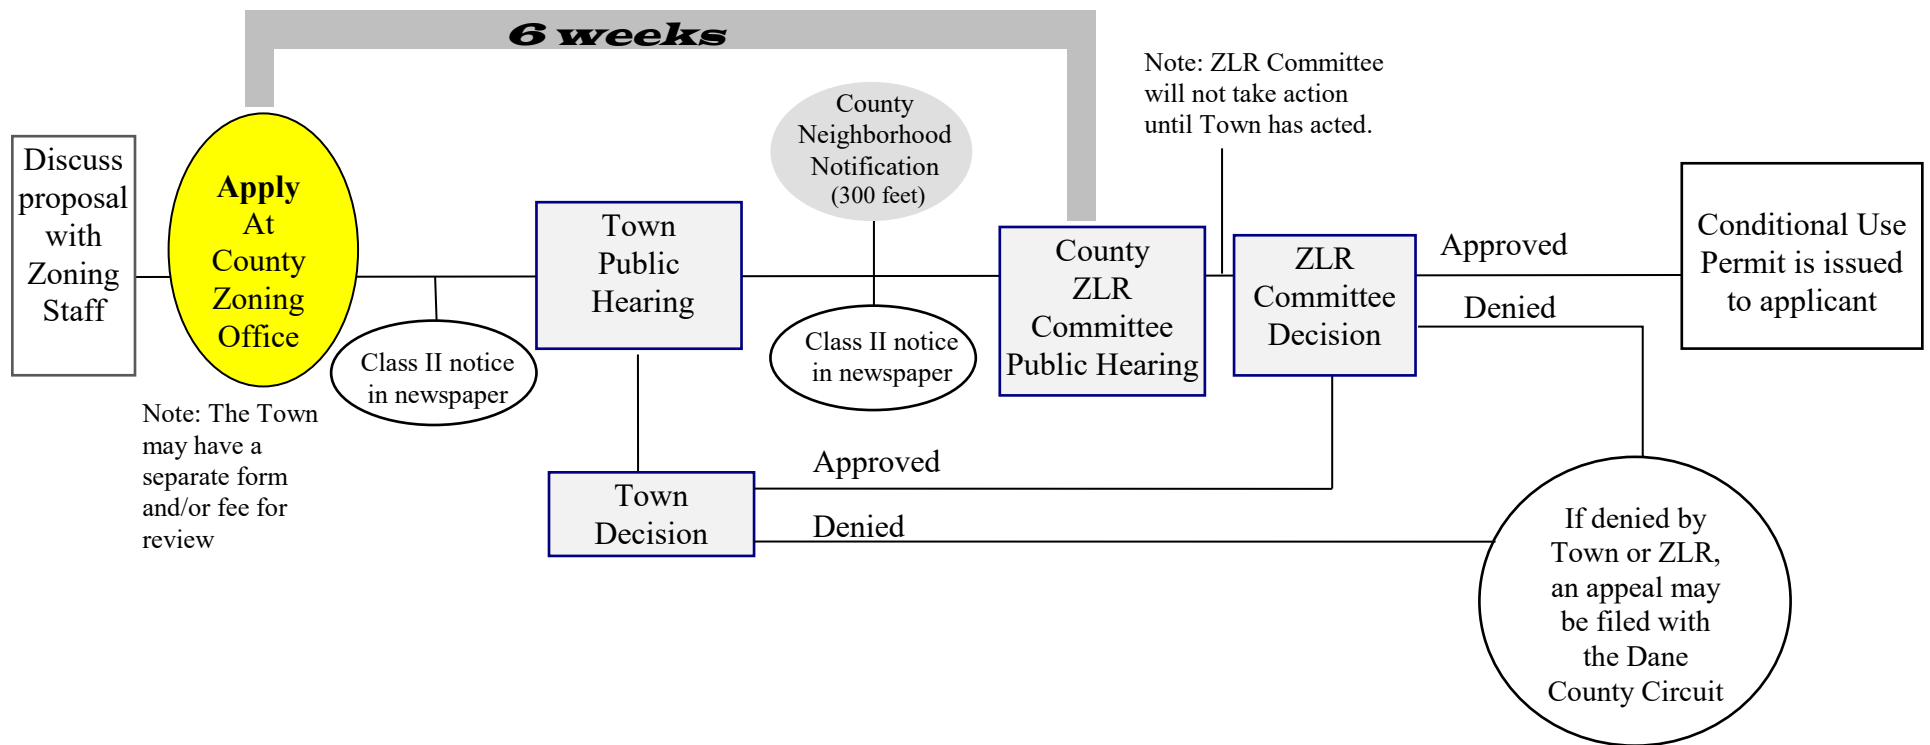 6 weeks
Note: ZLR Committee
will not take action
until Town has acted.
County
Neighborhood
Notification
(300 feet)
Discuss
proposal
with
Zoning
Staff
Apply
At
County
Zoning
Office
Note: The Town
may have a
separate form
and/or fee for
review
Class II notice
in newspaper
Town
Public
Hearing
Class II notice
in newspaper
County
ZLR
Committee
Public Hearing
ZLR
Committee
Decision
Approved
Denied
Conditional Use
Permit is issued
to applicant
Town
Decision
Approved
Denied
If denied by
Town or ZLR,
an appeal may
be filed with
the Dane
County Circuit